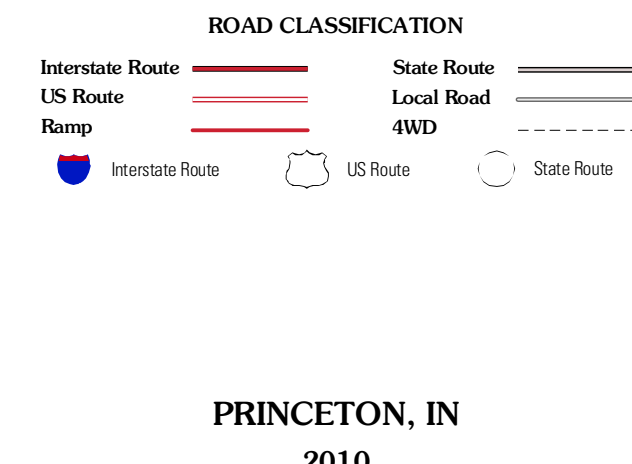 ROAD CLASSIFICATION
Interstate Route State Route
US Route Local Road
Ramp 4WD
Interstate Route US Route State Route
PRINCETON, IN
2010